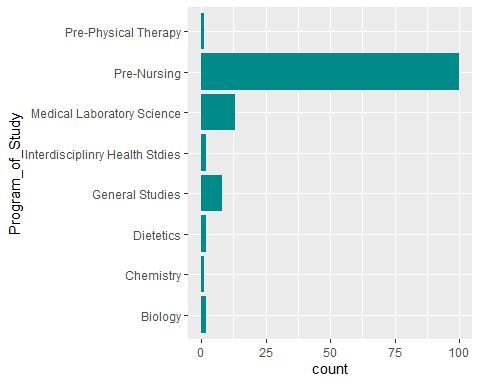 Program_of_Study
Pre-Physical Therapy
Pre-Nursing
Medical Laboratory Science
Interdisciplinry Health Stdies
General Studies
Dietetics
Chemistry
Biology
0 25 50 75 100
count